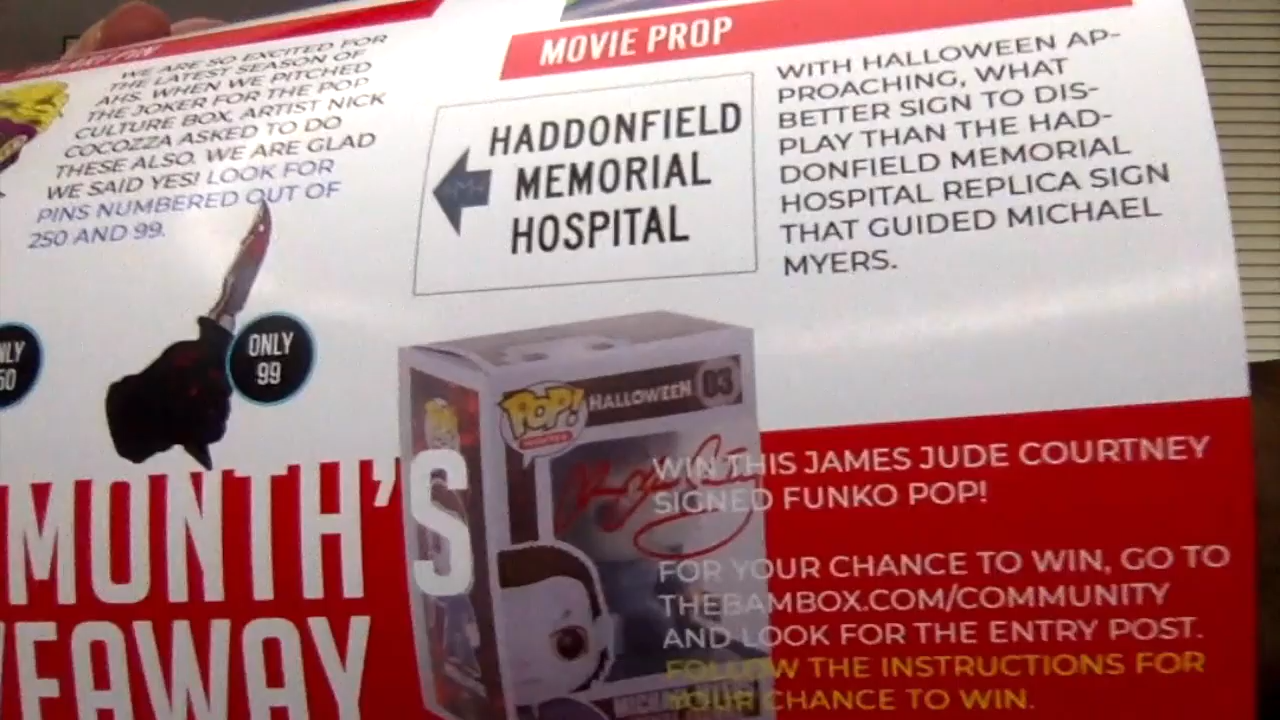 WE ARE SO EXCITED FOR
THE LATEST SEASON OF
AHS. WHEN WE PITCHED
THE JOKER FOR THE POP
CULTURE BOX, ARTIST NICK
COCOZZA ASKED TO DO
THESE ALSO. WE ARE GLAD
WE SAID YES! LOOK FOR
PINS NUMBERED OUT OF
250 AND 99.
ONLY
99
MOVIE PROP
HADDONFIELD
MEMORIAL
HOSPITAL
WITH HALLOWEEN AP-
PROACHING, WHAT
BETTER SIGN TO DIS-
PLAY THAN THE HAD-
DONFIELD MEMORIAL
HOSPITAL REPLICA SIGN
THAT GUIDED MICHAEL
MYERS.
POP!
HALLOWEEN 03
MONTH'S
EAWAY
WIN THIS JAMES JUDE COURTNEY
SIGNED FUNKO POP!
FOR YOUR CHANCE TO WIN, GO TO
THEBAMBOX.COM/COMMUNITY
AND LOOK FOR THE ENTRY POST.
FOLLOW THE INSTRUCTIONS FOR
YOUR CHANCE TO WIN.